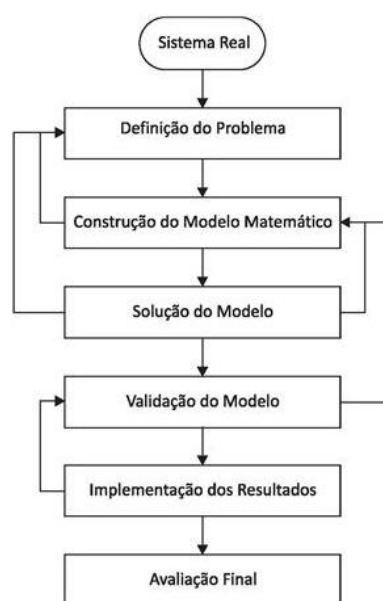 Sistema Real
Definição do Problema
Construção do Modelo Matemático
Solução do Modelo
Validação do Modelo
Implementação dos Resultados
Avaliação Final